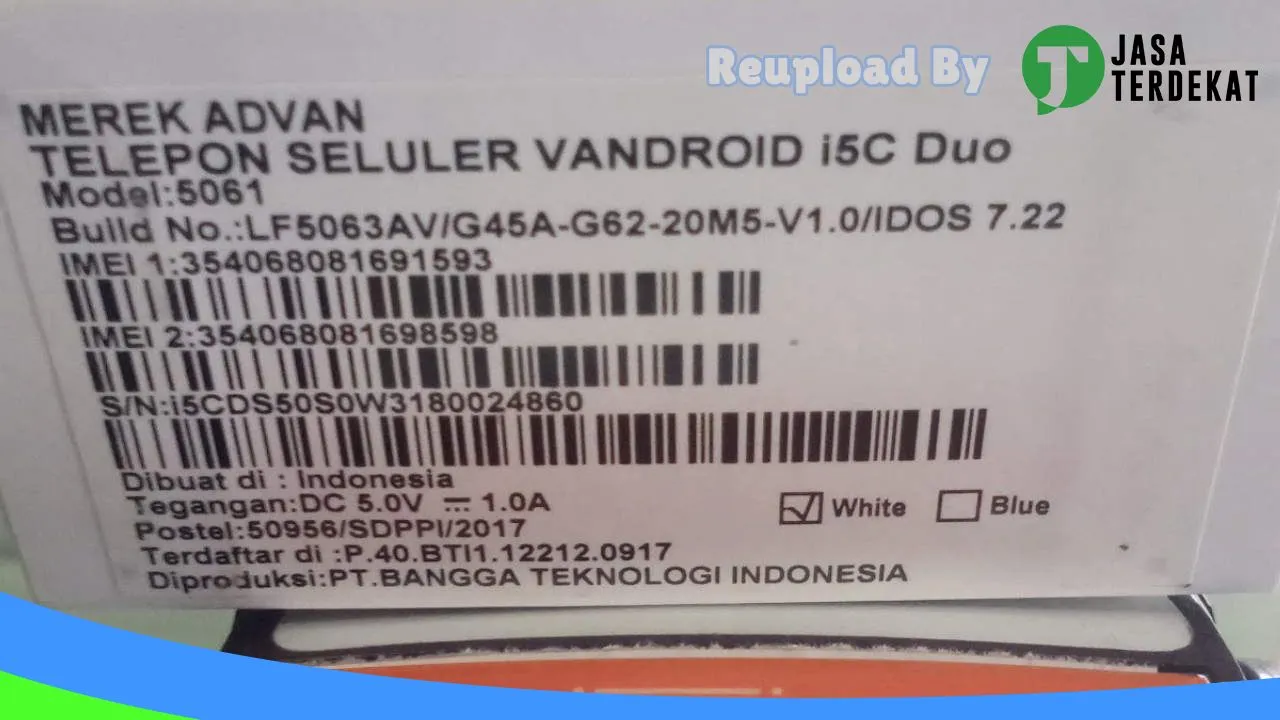 Reupload By
JASA
TERDEKAT
MEREK ADVAN
TELEPON SELULER VANDROID i5C Duo
Model:5061
Build No.:LF5063AV/G45A-G62-20M5-V1.0/IDOS 7.22
IMEI 1:354068081691593
IMEI 2:354068081698598
S/N:i5CDS50S0W3180024860
Dibuat di : Indonesia
Tegangan:DC 5.0V ⎓ 1.0A
White Blue
Postel:50956/SDPPI/2017
Terdaftar di :P.40.BTI1.12212.0917
Diproduksi:PT.BANGGA TEKNOLOGI INDONESIA